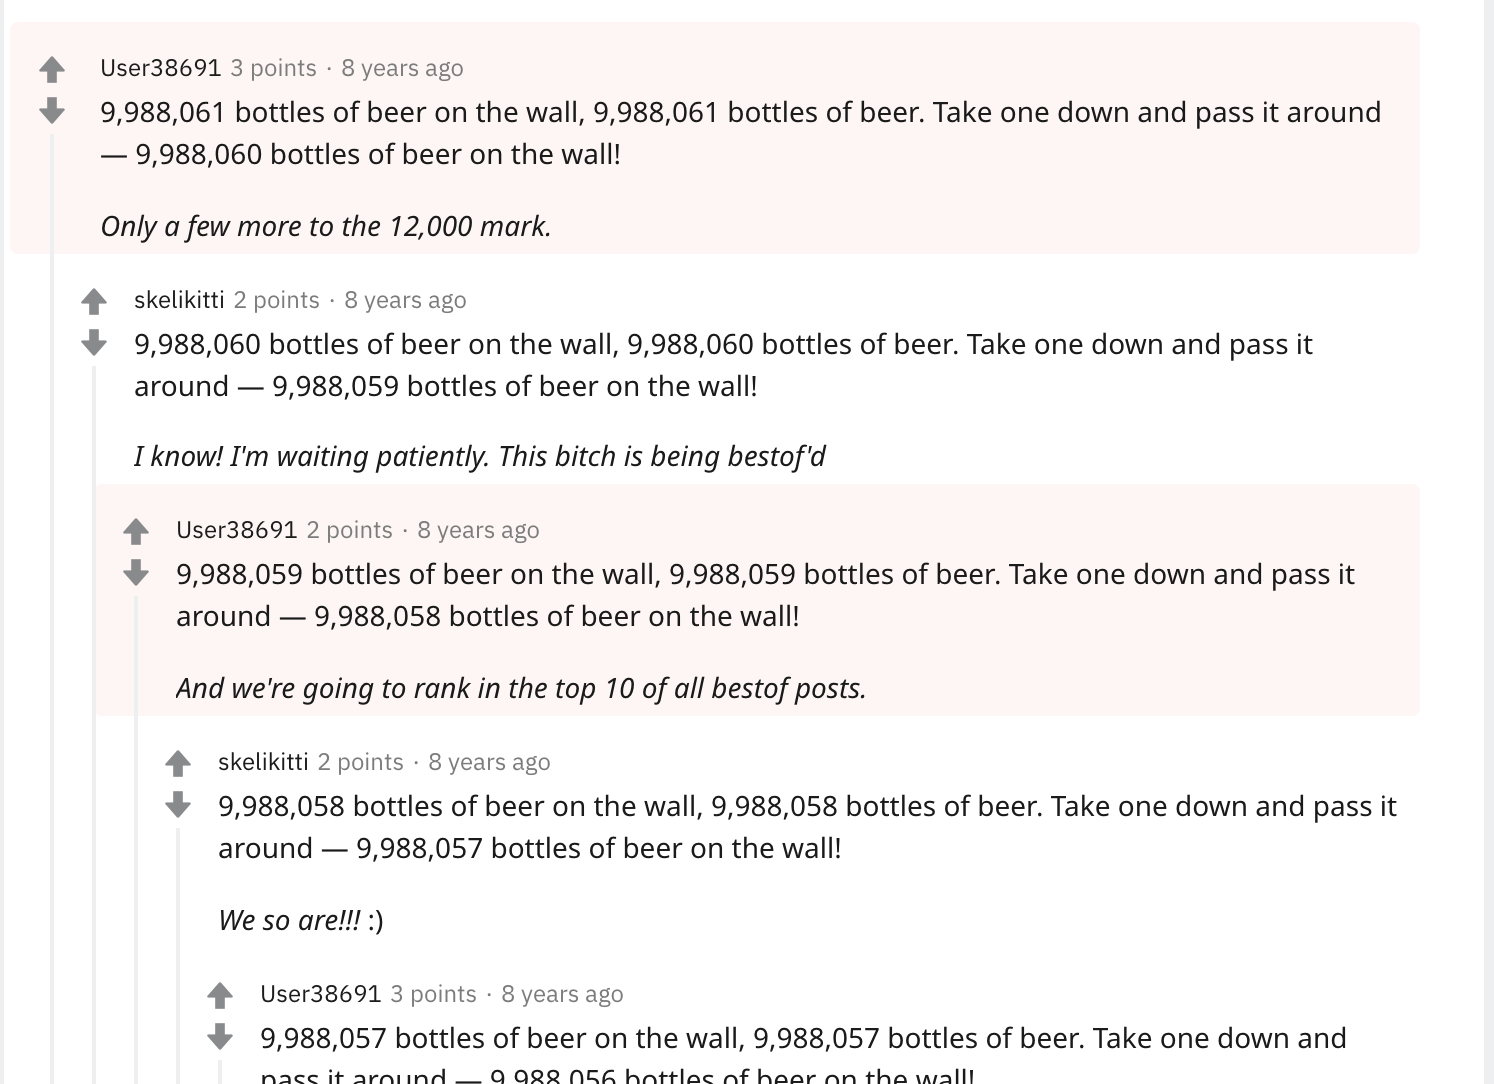 User38691 3 points · 8 years ago
9,988,061 bottles of beer on the wall, 9,988,061 bottles of beer. Take one down and pass it around
— 9,988,060 bottles of beer on the wall!
Only a few more to the 12,000 mark.
skelikitti 2 points · 8 years ago
9,988,060 bottles of beer on the wall, 9,988,060 bottles of beer. Take one down and pass it
around — 9,988,059 bottles of beer on the wall!
I know! I'm waiting patiently. This bitch is being bestof'd
User38691 2 points · 8 years ago
9,988,059 bottles of beer on the wall, 9,988,059 bottles of beer. Take one down and pass it
around — 9,988,058 bottles of beer on the wall!
And we're going to rank in the top 10 of all bestof posts.
skelikitti 2 points · 8 years ago
9,988,058 bottles of beer on the wall, 9,988,058 bottles of beer. Take one down and pass it
around — 9,988,057 bottles of beer on the wall!
We so are!!! :)
User38691 3 points · 8 years ago
9,988,057 bottles of beer on the wall, 9,988,057 bottles of beer. Take one down and
pass it around — 9,988,056 bottles of beer on the wall!